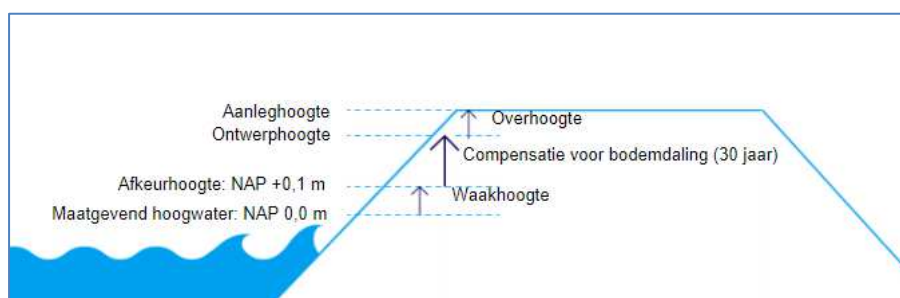 Aanleghoogte
Overhoogte
Ontwerphoogte
Compensatie voor bodemdaling (30 jaar)
Afkeurhoogte: NAP +0,1 m
Waakhoogte
Maatgevend hoogwater: NAP 0,0 m